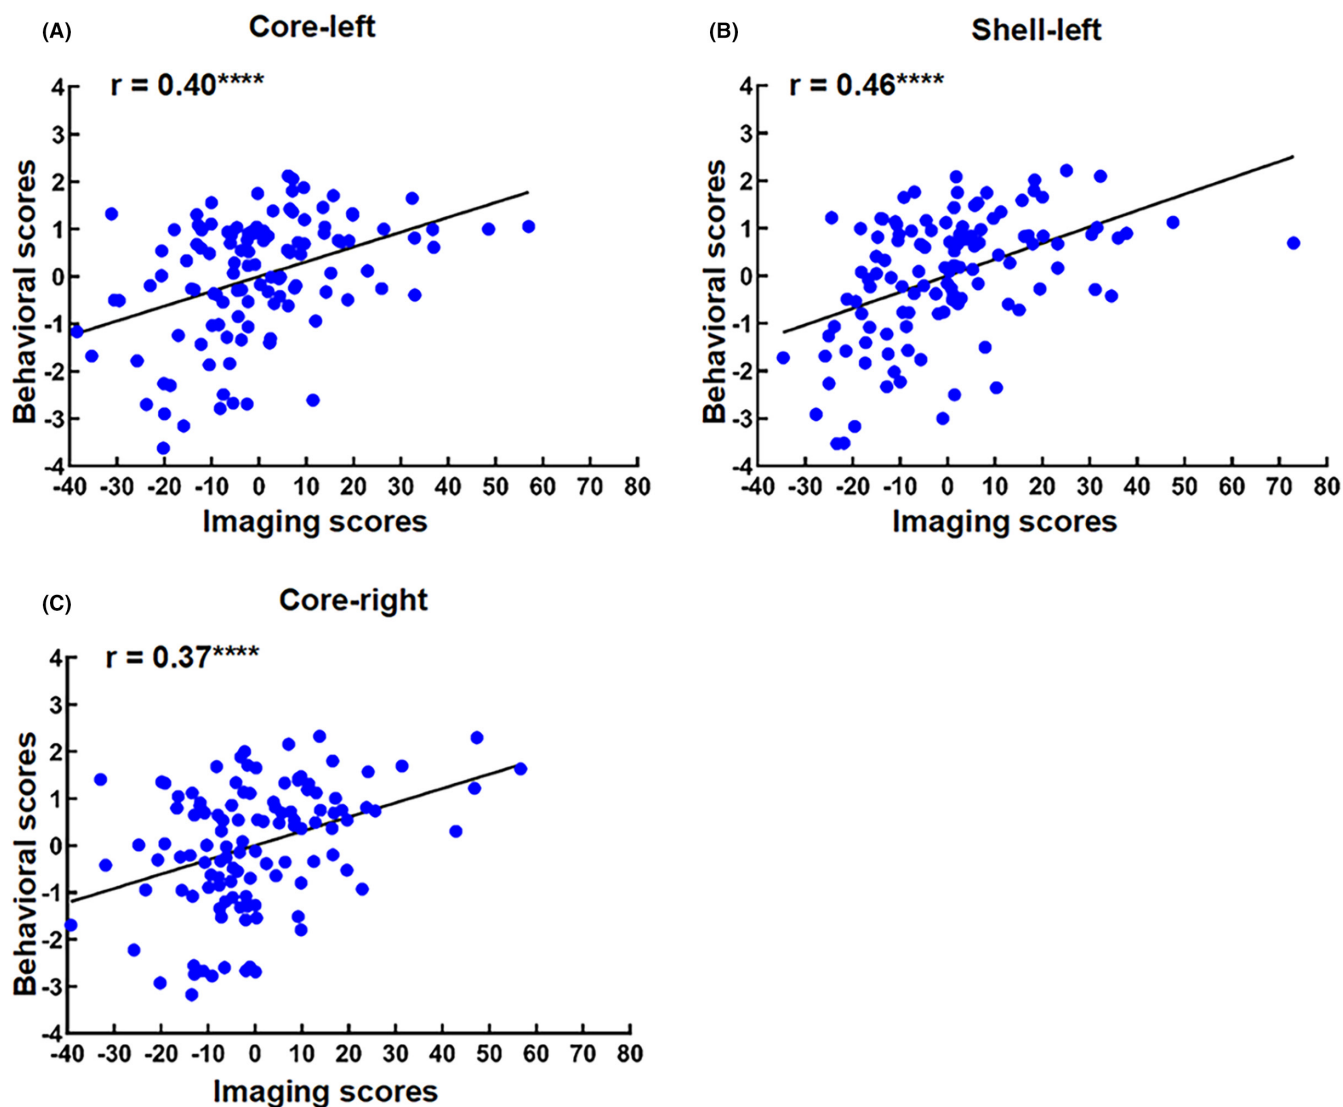 (A)
Core-left
r = 0.40****
4
3
2
1
0
-1
-2
-3
-4
Behavioral scores
-40 -30 -20 -10 0 10 20 30 40 50 60 70 80
Imaging scores
(B)
Shell-left
r = 0.46****
4
3
2
1
0
-1
-2
-3
-4
Behavioral scores
-40 -30 -20 -10 0 10 20 30 40 50 60 70 80
Imaging scores
(C)
Core-right
r = 0.37****
4
3
2
1
0
-1
-2
-3
-4
Behavioral scores
-40 -30 -20 -10 0 10 20 30 40 50 60 70 80
Imaging scores